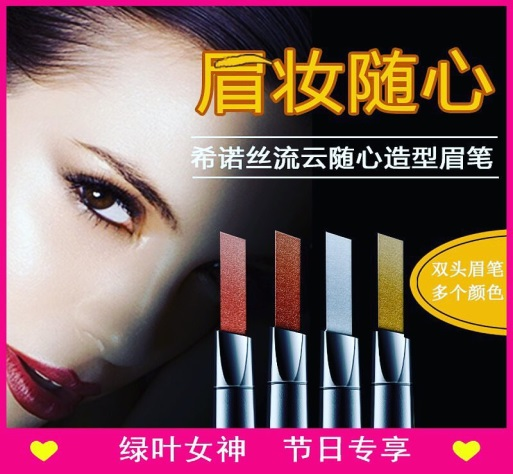 眉妆随心
希诺丝流云随心造型眉笔
双头眉笔
多个颜色
绿叶女神 节日专享